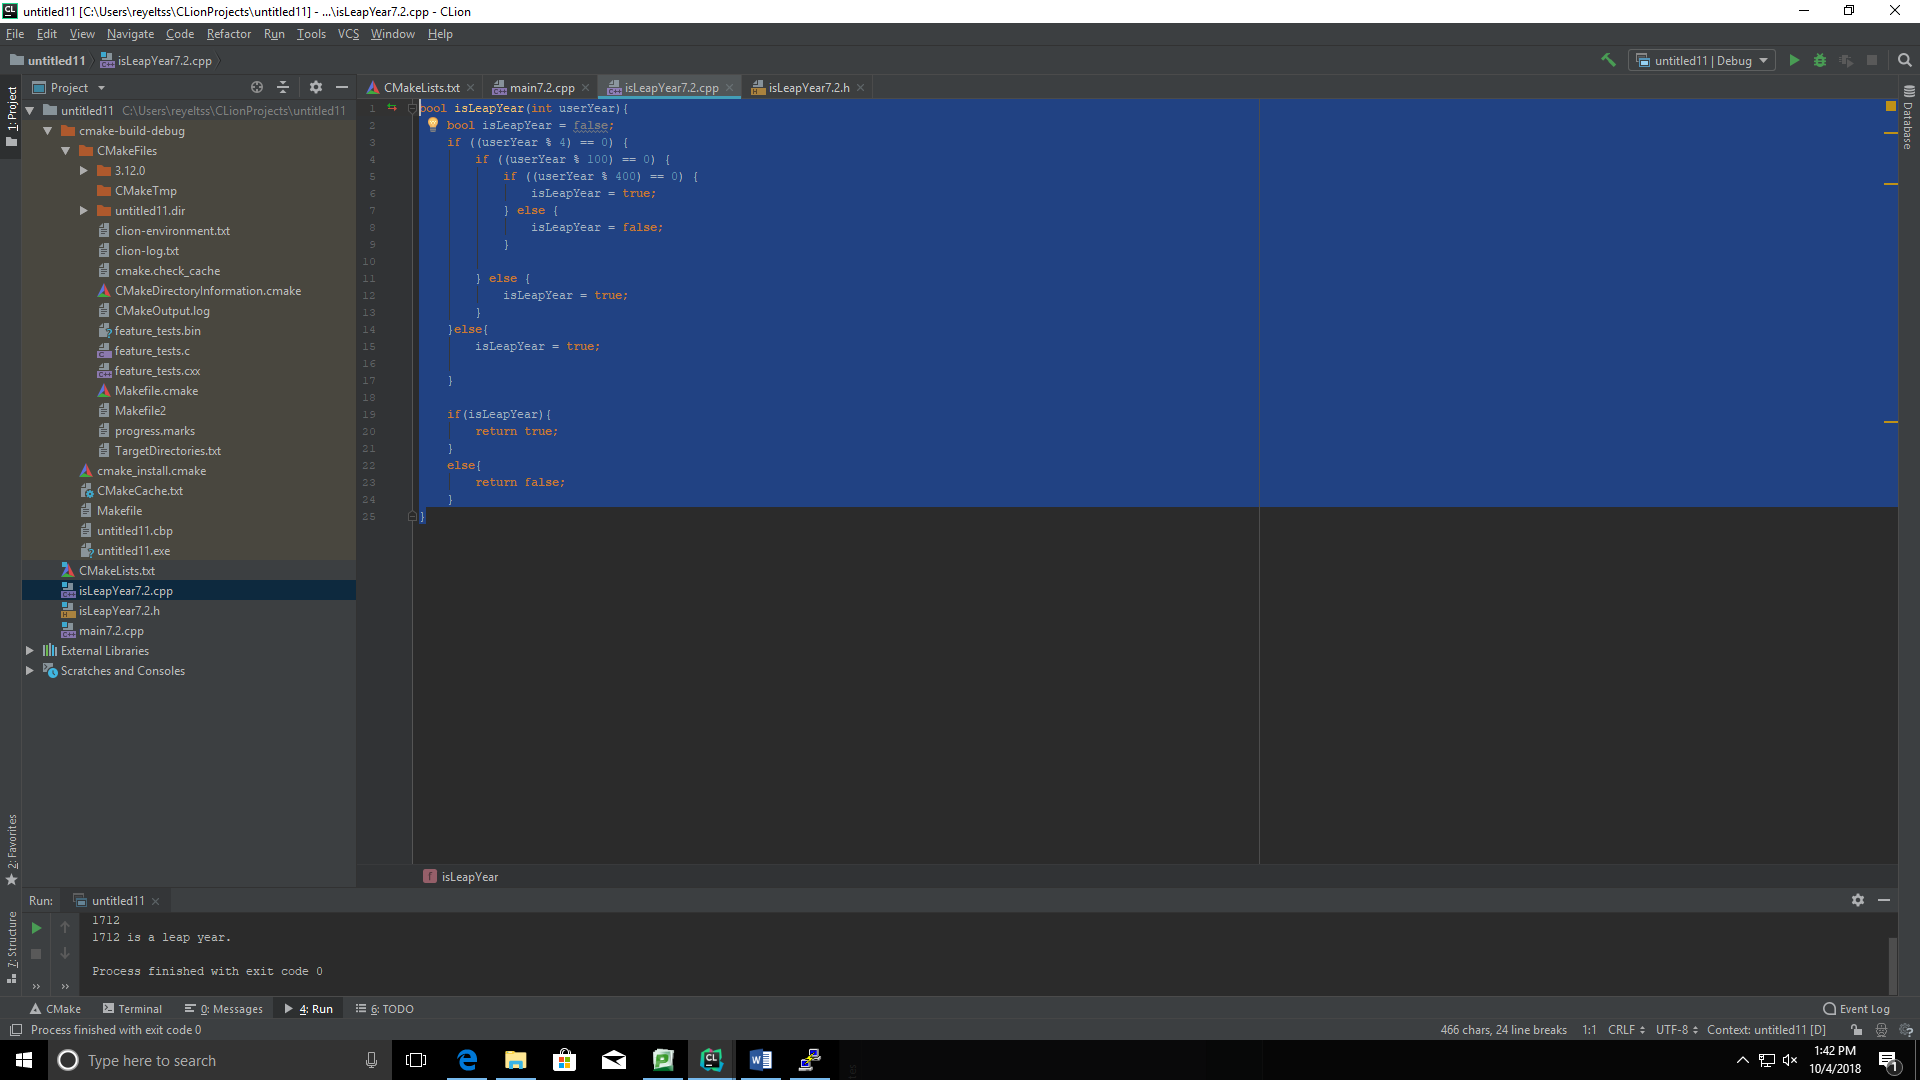 untitled11 [C:\Users\reyeltss\CLionProjects\untitled11] - ...\isLeapYear7.2.cpp - CLion
File Edit View Navigate Code Refactor Run Tools VCS Window Help
untitled11 isLeapYear7.2.cpp
untitled11 | Debug
1: Project
Project
CMakeLists.txt main7.2.cpp isLeapYear7.2.cpp isLeapYear7.2.h
untitled11 C:\Users\reyeltss\CLionProjects\untitled11
cmake-build-debug
CMakeFiles
3.12.0
CMakeTmp
untitled11.dir
clion-environment.txt
clion-log.txt
cmake.check_cache
CMakeDirectoryInformation.cmake
CMakeOutput.log
feature_tests.bin
feature_tests.c
feature_tests.cxx
Makefile.cmake
Makefile2
progress.marks
TargetDirectories.txt
cmake_install.cmake
CMakeCache.txt
Makefile
untitled11.cbp
untitled11.exe
CMakeLists.txt
isLeapYear7.2.cpp
isLeapYear7.2.h
main7.2.cpp
External Libraries
Scratches and Consoles
1 bool isLeapYear(int userYear){
2 bool isLeapYear = false;
3 if ((userYear % 4) == 0) {
4 if ((userYear % 100) == 0) {
5 if ((userYear % 400) == 0) {
6 isLeapYear = true;
7 } else {
8 isLeapYear = false;
9 }
10
11 } else {
12 isLeapYear = true;
13 }
14 }else{
15 isLeapYear = true;
16
17 }
18
19 if(isLeapYear){
20 return true;
21 }
22 else{
23 return false;
24 }
25 }
Database
f isLeapYear
2: Favorites
7: Structure
Run: untitled11
1712
1712 is a leap year.
Process finished with exit code 0
CMake Terminal 0: Messages 4: Run 6: TODO Event Log
Process finished with exit code 0 466 chars, 24 line breaks 1:1 CRLF UTF-8 Context: untitled11 [D]
Type here to search
1:42 PM
10/4/2018
1